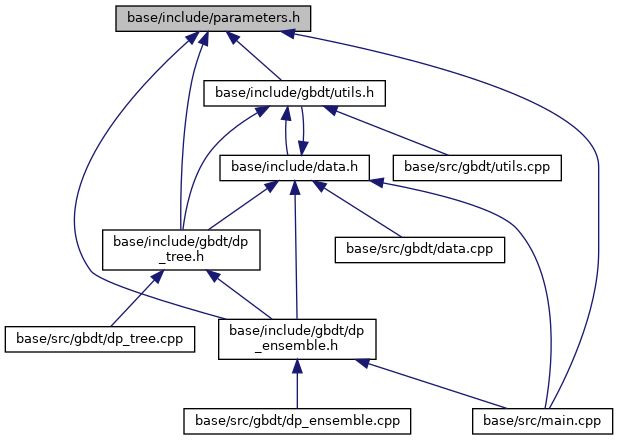 base/include/parameters.h
base/include/gbdt/utils.h
base/include/data.h
base/src/gbdt/utils.cpp
base/include/gbdt/dp
_tree.h
base/src/gbdt/data.cpp
base/src/gbdt/dp_tree.cpp
base/include/gbdt/dp
_ensemble.h
base/src/gbdt/dp_ensemble.cpp
base/src/main.cpp